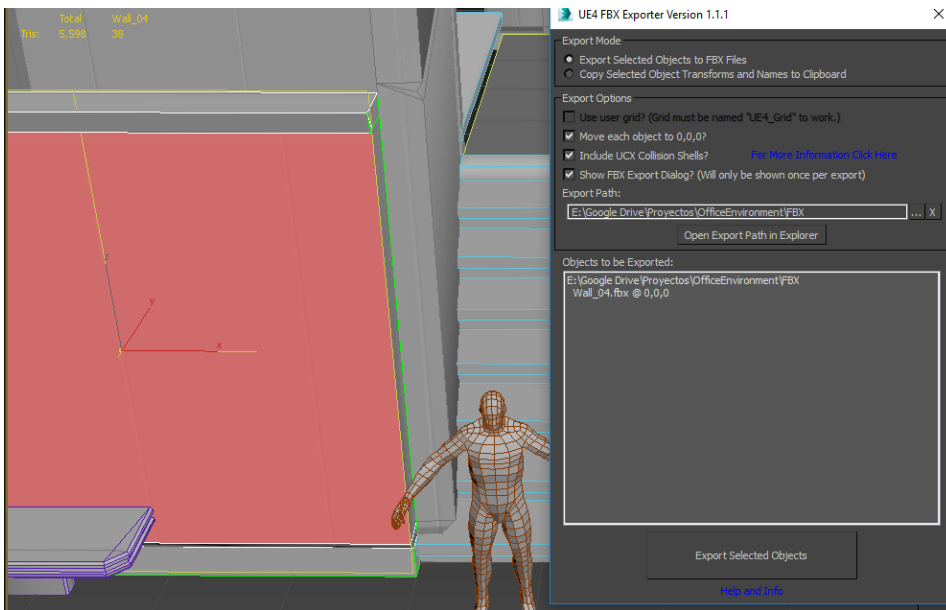 Total Wall_04
Tris: 5,598 38
z
y
x
UE4 FBX Exporter Version 1.1.1
Export Mode
Export Selected Objects to FBX Files
Copy Selected Object Transforms and Names to Clipboard
Export Options
Use user grid? (Grid must be named "UE4_Grid" to work.)
Move each object to 0,0,0?
Include UCX Collision Shells? For More Information Click Here
Show FBX Export Dialog? (Will only be shown once per export)
Export Path:
E:\Google Drive\Proyectos\OfficeEnvironment\FBX ... X
Open Export Path in Explorer
Objects to be Exported:
E:\Google Drive\Proyectos\OfficeEnvironment\FBX
Wall_04.fbx @ 0,0,0
Export Selected Objects
Help and Info